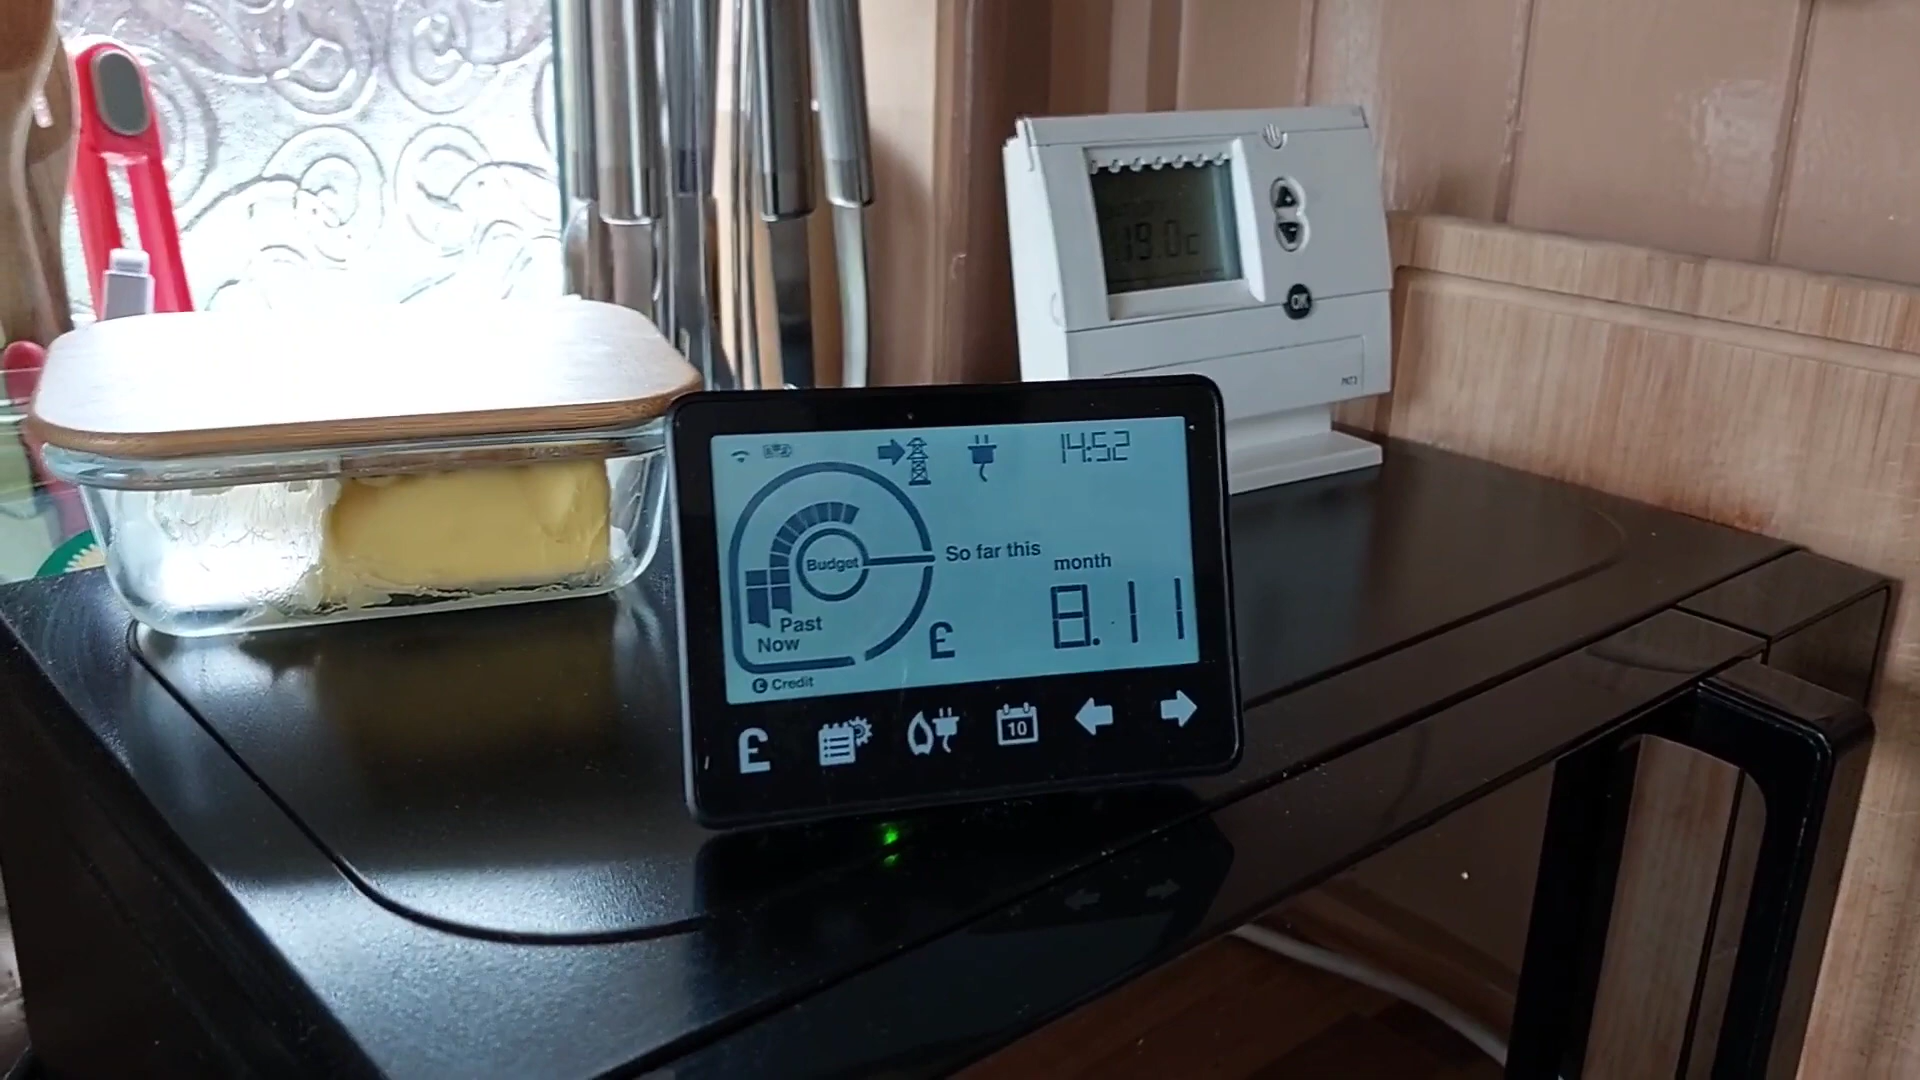 19.0c
OK
14:52
Budget
So far this
month
Past
Now
£
8.11
Credit
£
10